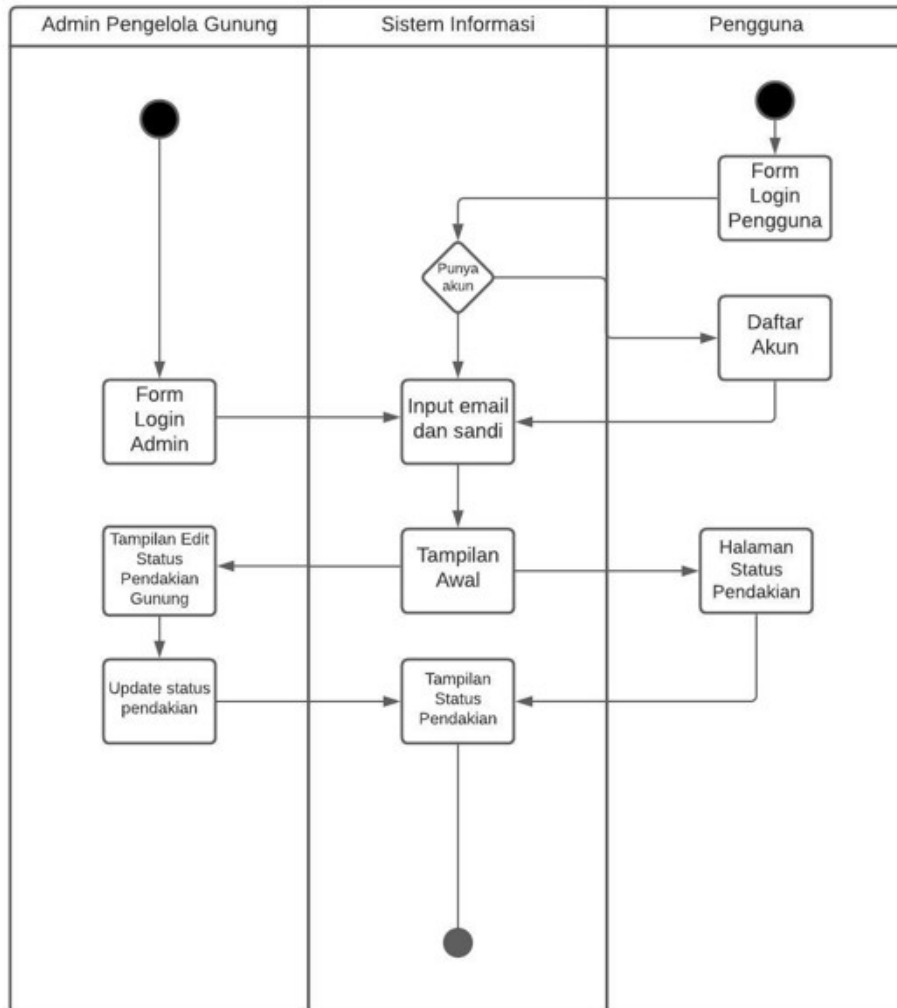 Admin Pengelola Gunung
Sistem Informasi
Pengguna
Form
Login
Pengguna
Punya
akun
Daftar
Akun
Form
Login
Admin
Input email
dan sandi
Tampilan Edit
Status
Pendakian
Gunung
Tampilan
Awal
Halaman
Status
Pendakian
Update status
pendakian
Tampilan
Status
Pendakian